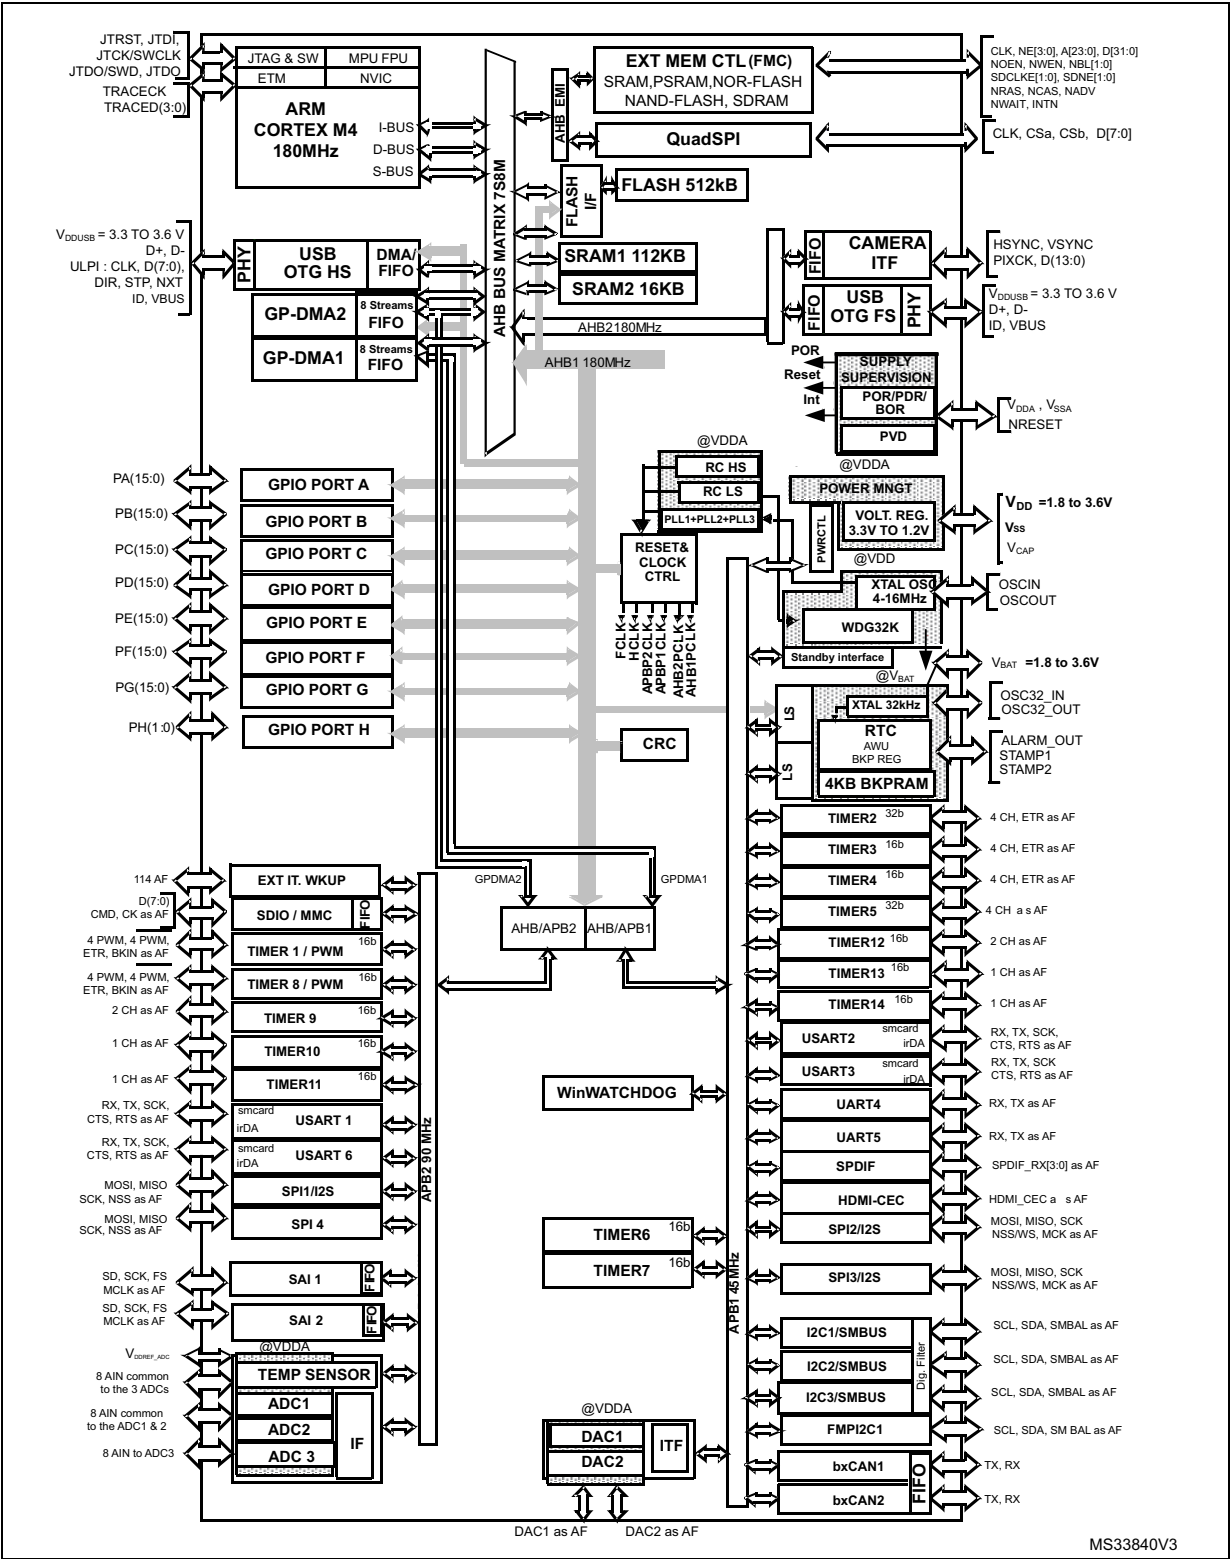 JTRST, JTDI,
JTCK/SWCLK
JTDO/SWD, JTDO
TRACECK
TRACED(3:0)
JTAG & SW
MPU FPU
ETM
NVIC
ARM
CORTEX M4
180MHz
I-BUS
D-BUS
S-BUS
AHB BUS MATRIX 7S8M
AHB EMI
EXT MEM CTL (FMC)
SRAM,PSRAM,NOR-FLASH
NAND-FLASH, SDRAM
CLK, NE[3:0], A[23:0], D[31:0]
NOEN, NWEN, NBL[1:0]
SDCLKE[1:0], SDNE[1:0]
NRAS, NCAS, NADV
NWAIT, INTN
QuadSPI
CLK, CSa, CSb, D[7:0]
FLASH
I/F
FLASH 512kB
SRAM1 112KB
SRAM2 16KB
VDDUSB = 3.3 TO 3.6 V
D+, D-
ULPI : CLK, D(7:0),
DIR, STP, NXT
ID, VBUS
PHY
USB
OTG HS
DMA/
FIFO
GP-DMA2
8 Streams
FIFO
GP-DMA1
8 Streams
FIFO
FIFO
CAMERA
ITF
HSYNC, VSYNC
PIXCK, D(13:0)
FIFO
USB
OTG FS
PHY
VDDUSB = 3.3 TO 3.6 V
D+, D-
ID, VBUS
AHB2180MHz
AHB1 180MHz
POR
Reset
Int
SUPPLY
SUPERVISION
POR/PDR/
BOR
PVD
VDDA , VSSA
NRESET
@VDDA
RC HS
RC LS
PLL1+PLL2+PLL3
RESET&
CLOCK
CTRL
FCLK
HCLK
APBP2CLK
APBP1CLK
AHB2PCLK
AHB1PCLK
@VDDA
POWER MNGT
VOLT. REG.
3.3V TO 1.2V
PWRCTL
VDD =1.8 to 3.6V
Vss
VCAP
@VDD
XTAL OSC
4-16MHz
OSCIN
OSCOUT
WDG32K
Standby interface
VBAT =1.8 to 3.6V
@VBAT
LS
LS
XTAL 32kHz
RTC
AWU
BKP REG
4KB BKPRAM
OSC32_IN
OSC32_OUT
ALARM_OUT
STAMP1
STAMP2
PA(15:0)
GPIO PORT A
PB(15:0)
GPIO PORT B
PC(15:0)
GPIO PORT C
PD(15:0)
GPIO PORT D
PE(15:0)
GPIO PORT E
PF(15:0)
GPIO PORT F
PG(15:0)
GPIO PORT G
PH(1:0)
GPIO PORT H
CRC
GPDMA2
GPDMA1
AHB/APB2
AHB/APB1
114 AF
EXT IT. WKUP
D(7:0)
CMD, CK as AF
SDIO / MMC
FIFO
4 PWM, 4 PWM,
ETR, BKIN as AF
TIMER 1 / PWM
16b
4 PWM, 4 PWM,
ETR, BKIN as AF
TIMER 8 / PWM
16b
2 CH as AF
TIMER 9
16b
1 CH as AF
TIMER10
16b
1 CH as AF
TIMER11
16b
RX, TX, SCK,
CTS, RTS as AF
smcard
irDA
USART 1
RX, TX, SCK,
CTS, RTS as AF
smcard
irDA
USART 6
MOSI, MISO
SCK, NSS as AF
SPI1/I2S
MOSI, MISO
SCK, NSS as AF
SPI 4
SD, SCK, FS
MCLK as AF
SAI 1
FIFO
SD, SCK, FS
MCLK as AF
SAI 2
FIFO
VDDREF_ADC
@VDDA
TEMP SENSOR
8 AIN common
to the 3 ADCs
ADC1
8 AIN common
to the ADC1 & 2
ADC2
8 AIN to ADC3
ADC 3
IF
APB2 90 MHz
WinWATCHDOG
TIMER6
16b
TIMER7
16b
@VDDA
DAC1
DAC2
ITF
DAC1 as AF
DAC2 as AF
APB1 45MHz
TIMER2
32b
4 CH, ETR as AF
TIMER3
16b
4 CH, ETR as AF
TIMER4
16b
4 CH, ETR as AF
TIMER5
32b
4 CH a s AF
TIMER12
16b
2 CH as AF
TIMER13
16b
1 CH as AF
TIMER14
16b
1 CH as AF
USART2
smcard
irDA
RX, TX, SCK,
CTS, RTS as AF
USART3
smcard
irDA
RX, TX, SCK
CTS, RTS as AF
UART4
RX, TX as AF
UART5
RX, TX as AF
SPDIF
SPDIF_RX[3:0] as AF
HDMI-CEC
HDMI_CEC a s AF
SPI2/I2S
MOSI, MISO, SCK
NSS/WS, MCK as AF
SPI3/I2S
MOSI, MISO, SCK
NSS/WS, MCK as AF
I2C1/SMBUS
SCL, SDA, SMBAL as AF
I2C2/SMBUS
SCL, SDA, SMBAL as AF
I2C3/SMBUS
SCL, SDA, SMBAL as AF
Dig. Filter
FMPI2C1
SCL, SDA, SM BAL as AF
bxCAN1
TX, RX
bxCAN2
TX, RX
FIFO
MS33840V3